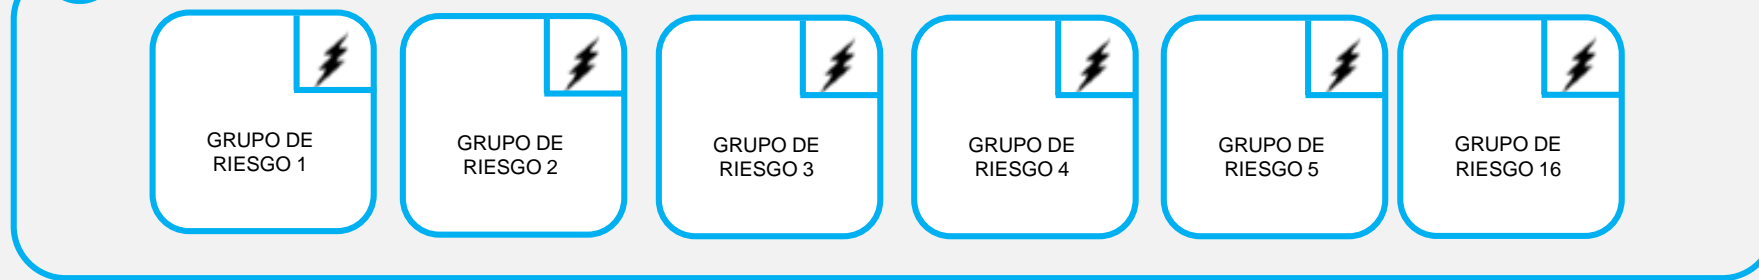 GRUPO DE
RIESGO 1
GRUPO DE
RIESGO 2
GRUPO DE
RIESGO 3
GRUPO DE
RIESGO 4
GRUPO DE
RIESGO 5
GRUPO DE
RIESGO 16